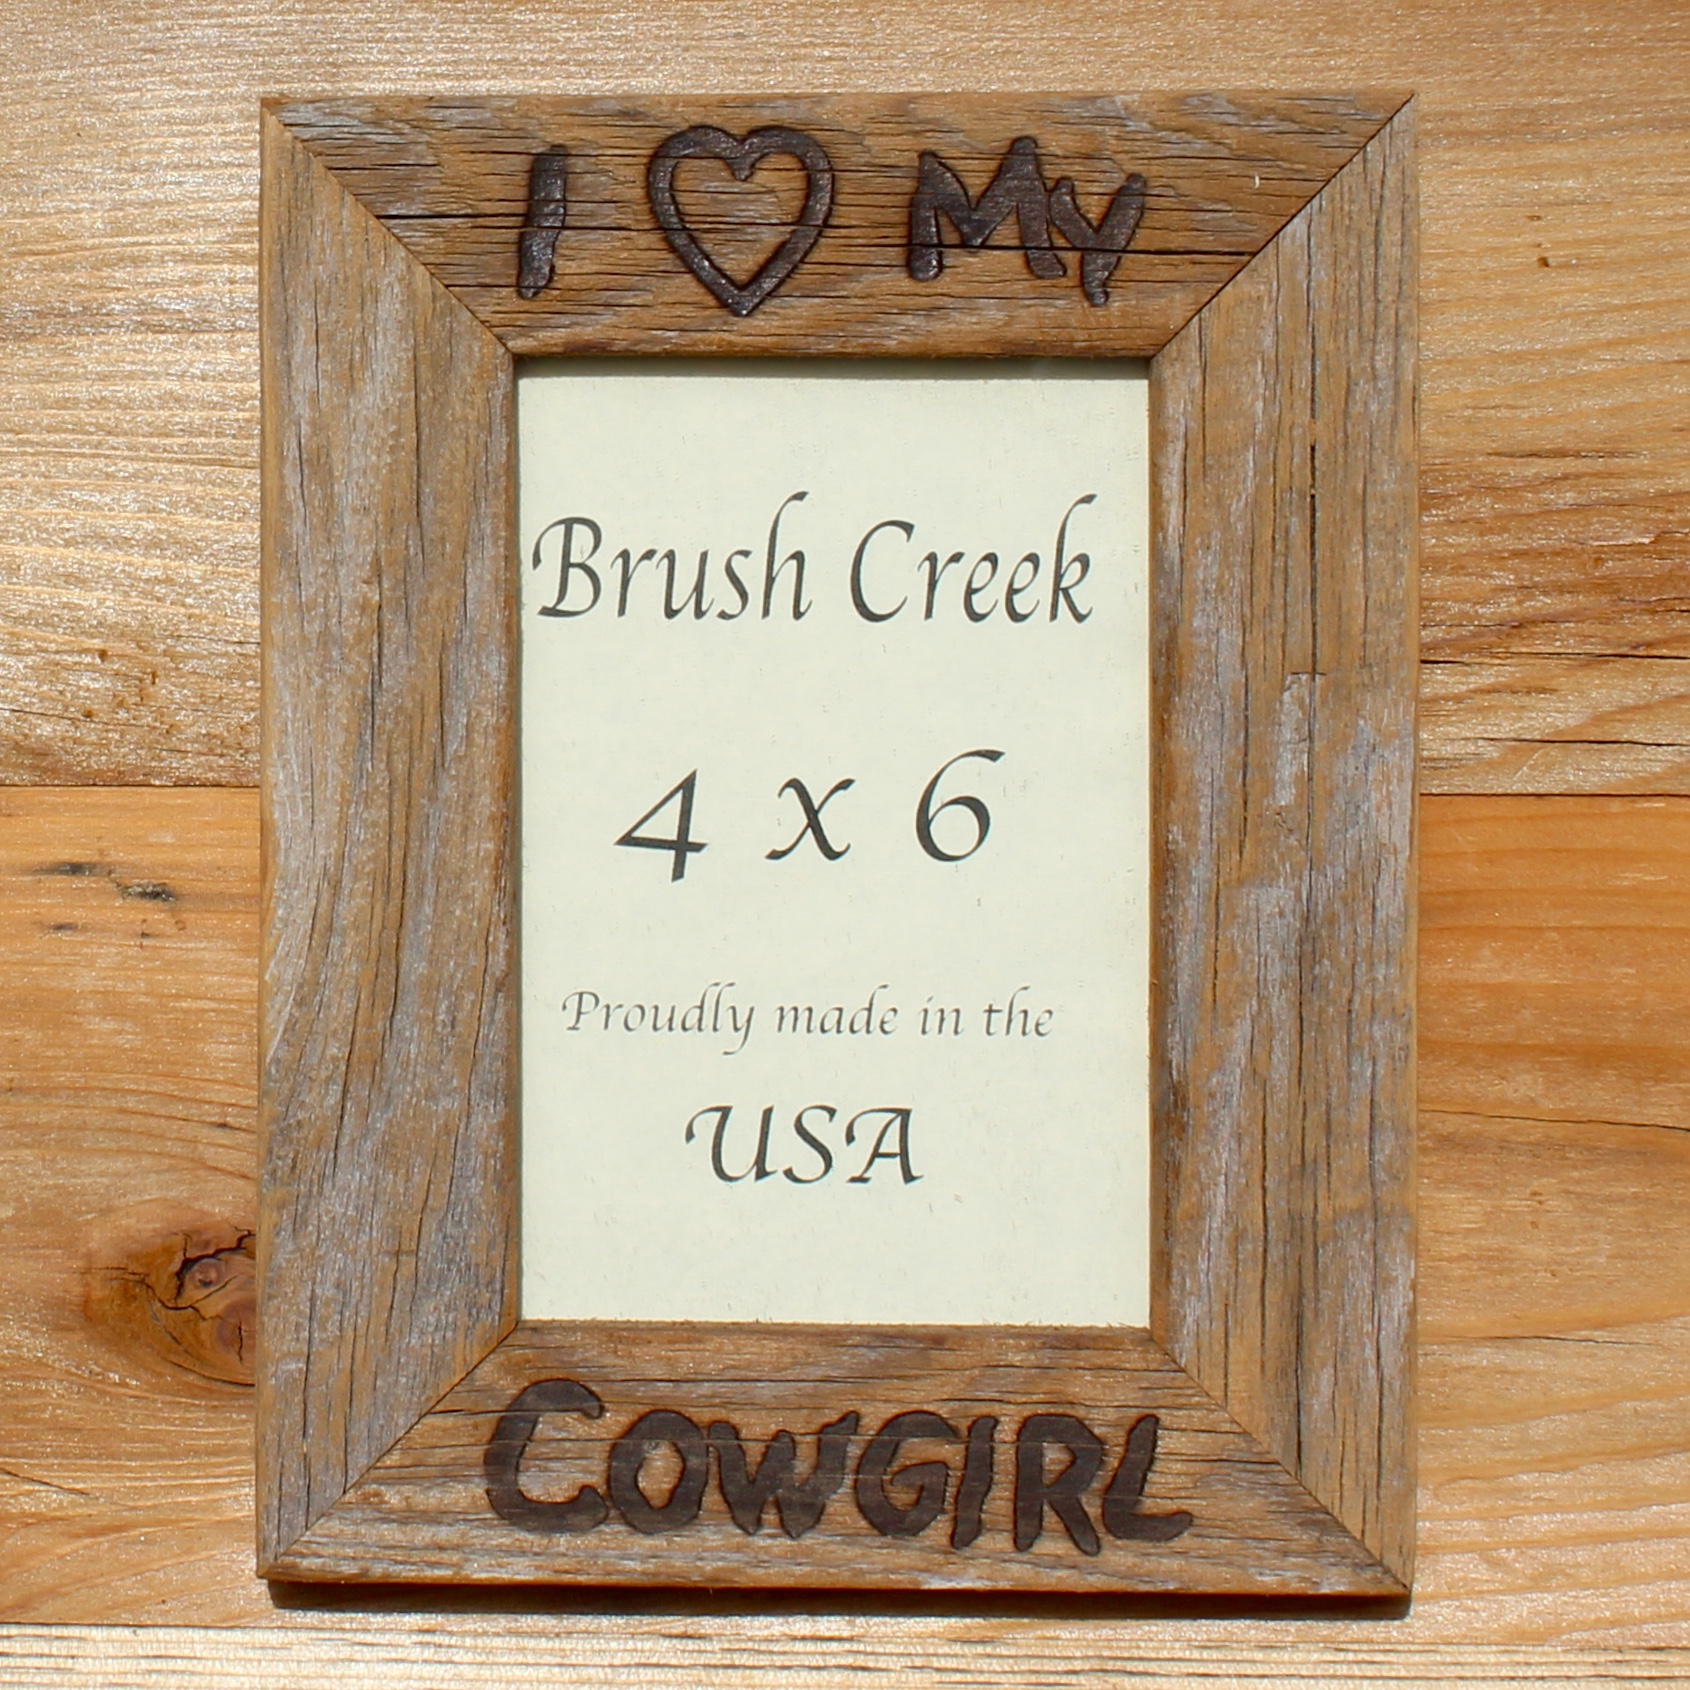 I ♡ My
Brush Creek
4 x 6
Proudly made in the
USA
COWGIRL